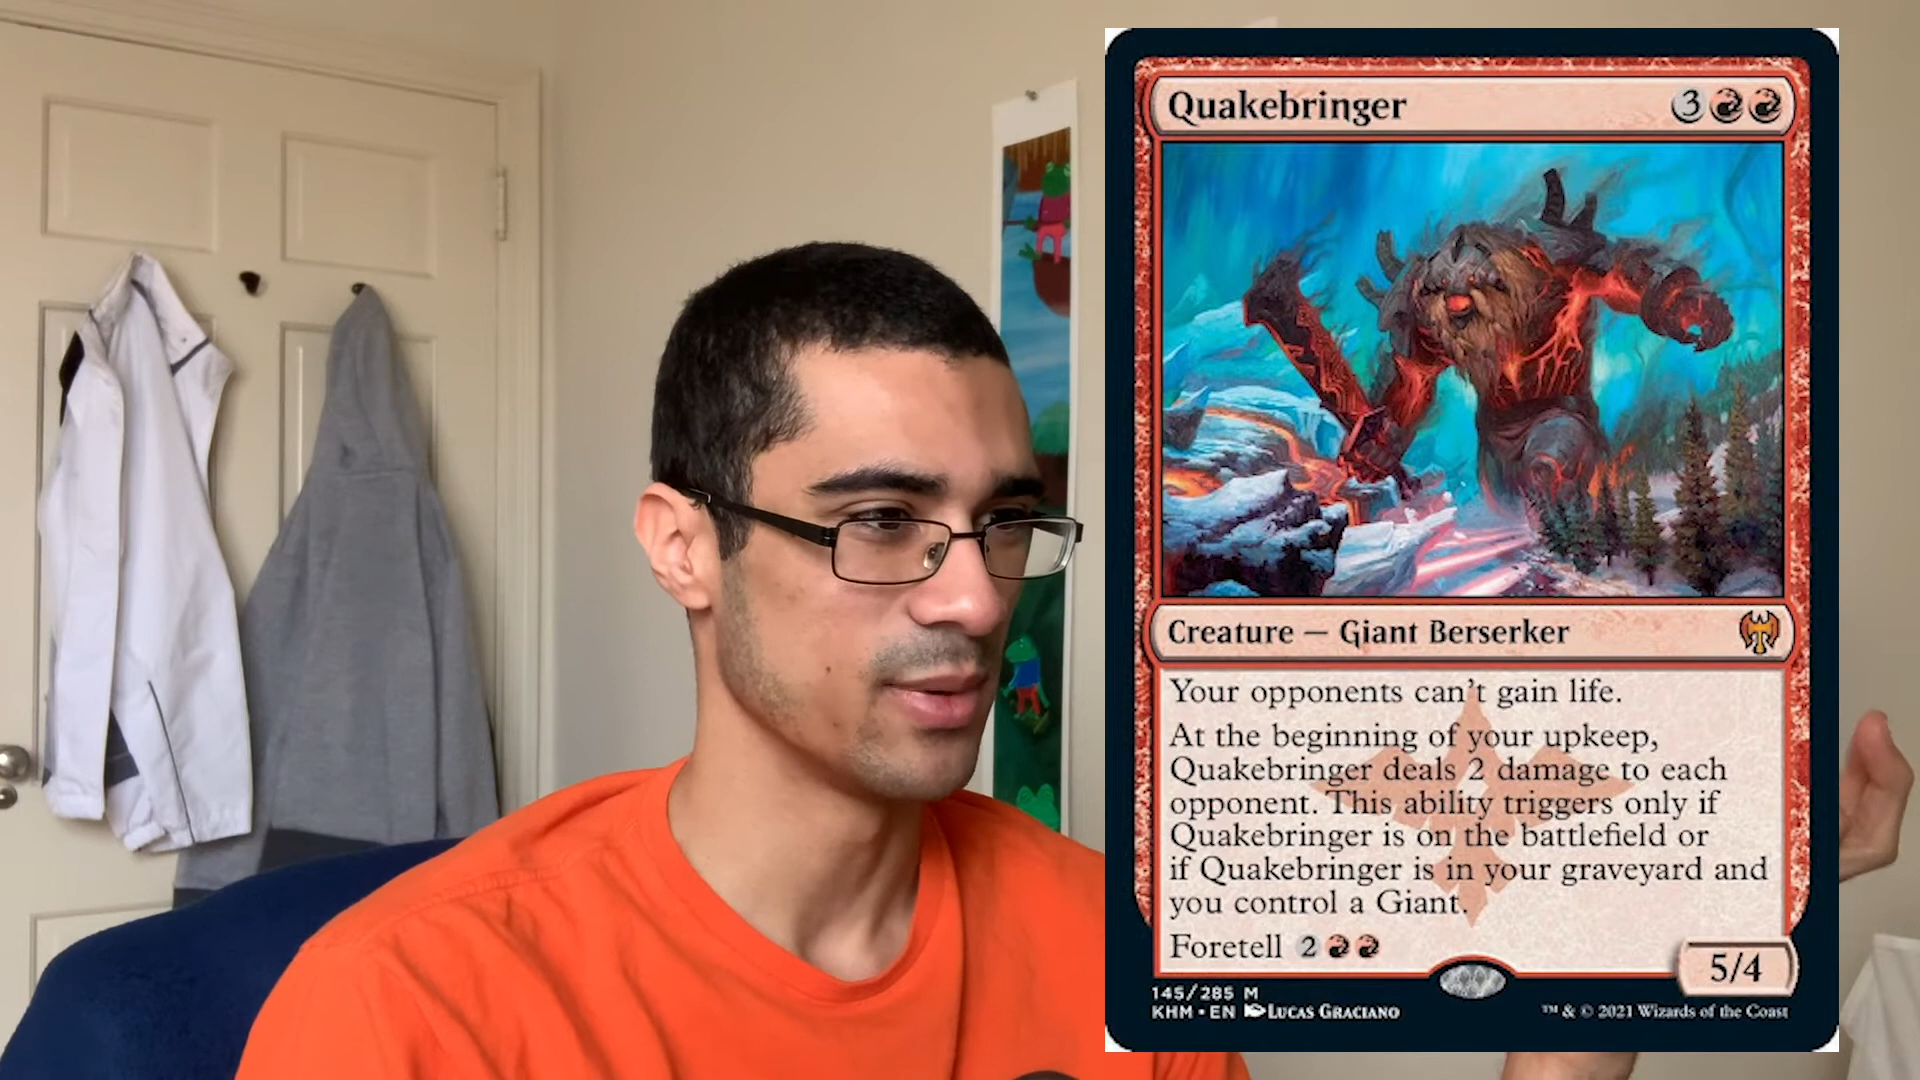 Quakebringer 3
Creature — Giant Berserker
Your opponents can't gain life.
At the beginning of your upkeep,
Quakebringer deals 2 damage to each
opponent. This ability triggers only if
Quakebringer is on the battlefield or
if Quakebringer is in your graveyard and
you control a Giant.
Foretell 2
5/4
145/285 M
KHM • EN Lucas Graciano
™ & © 2021 Wizards of the Coast